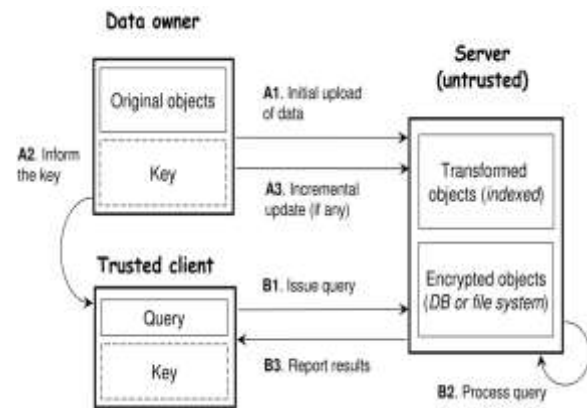 Data owner
Original objects
Key
A1. Initial upload
of data
A2. Inform
the key
A3. Incremental
update (if any)
Server
(untrusted)
Transformed
objects (indexed)
Encrypted objects
(DB or file system)
Trusted client
Query
Key
B1. Issue query
B3. Report results
B2. Process query